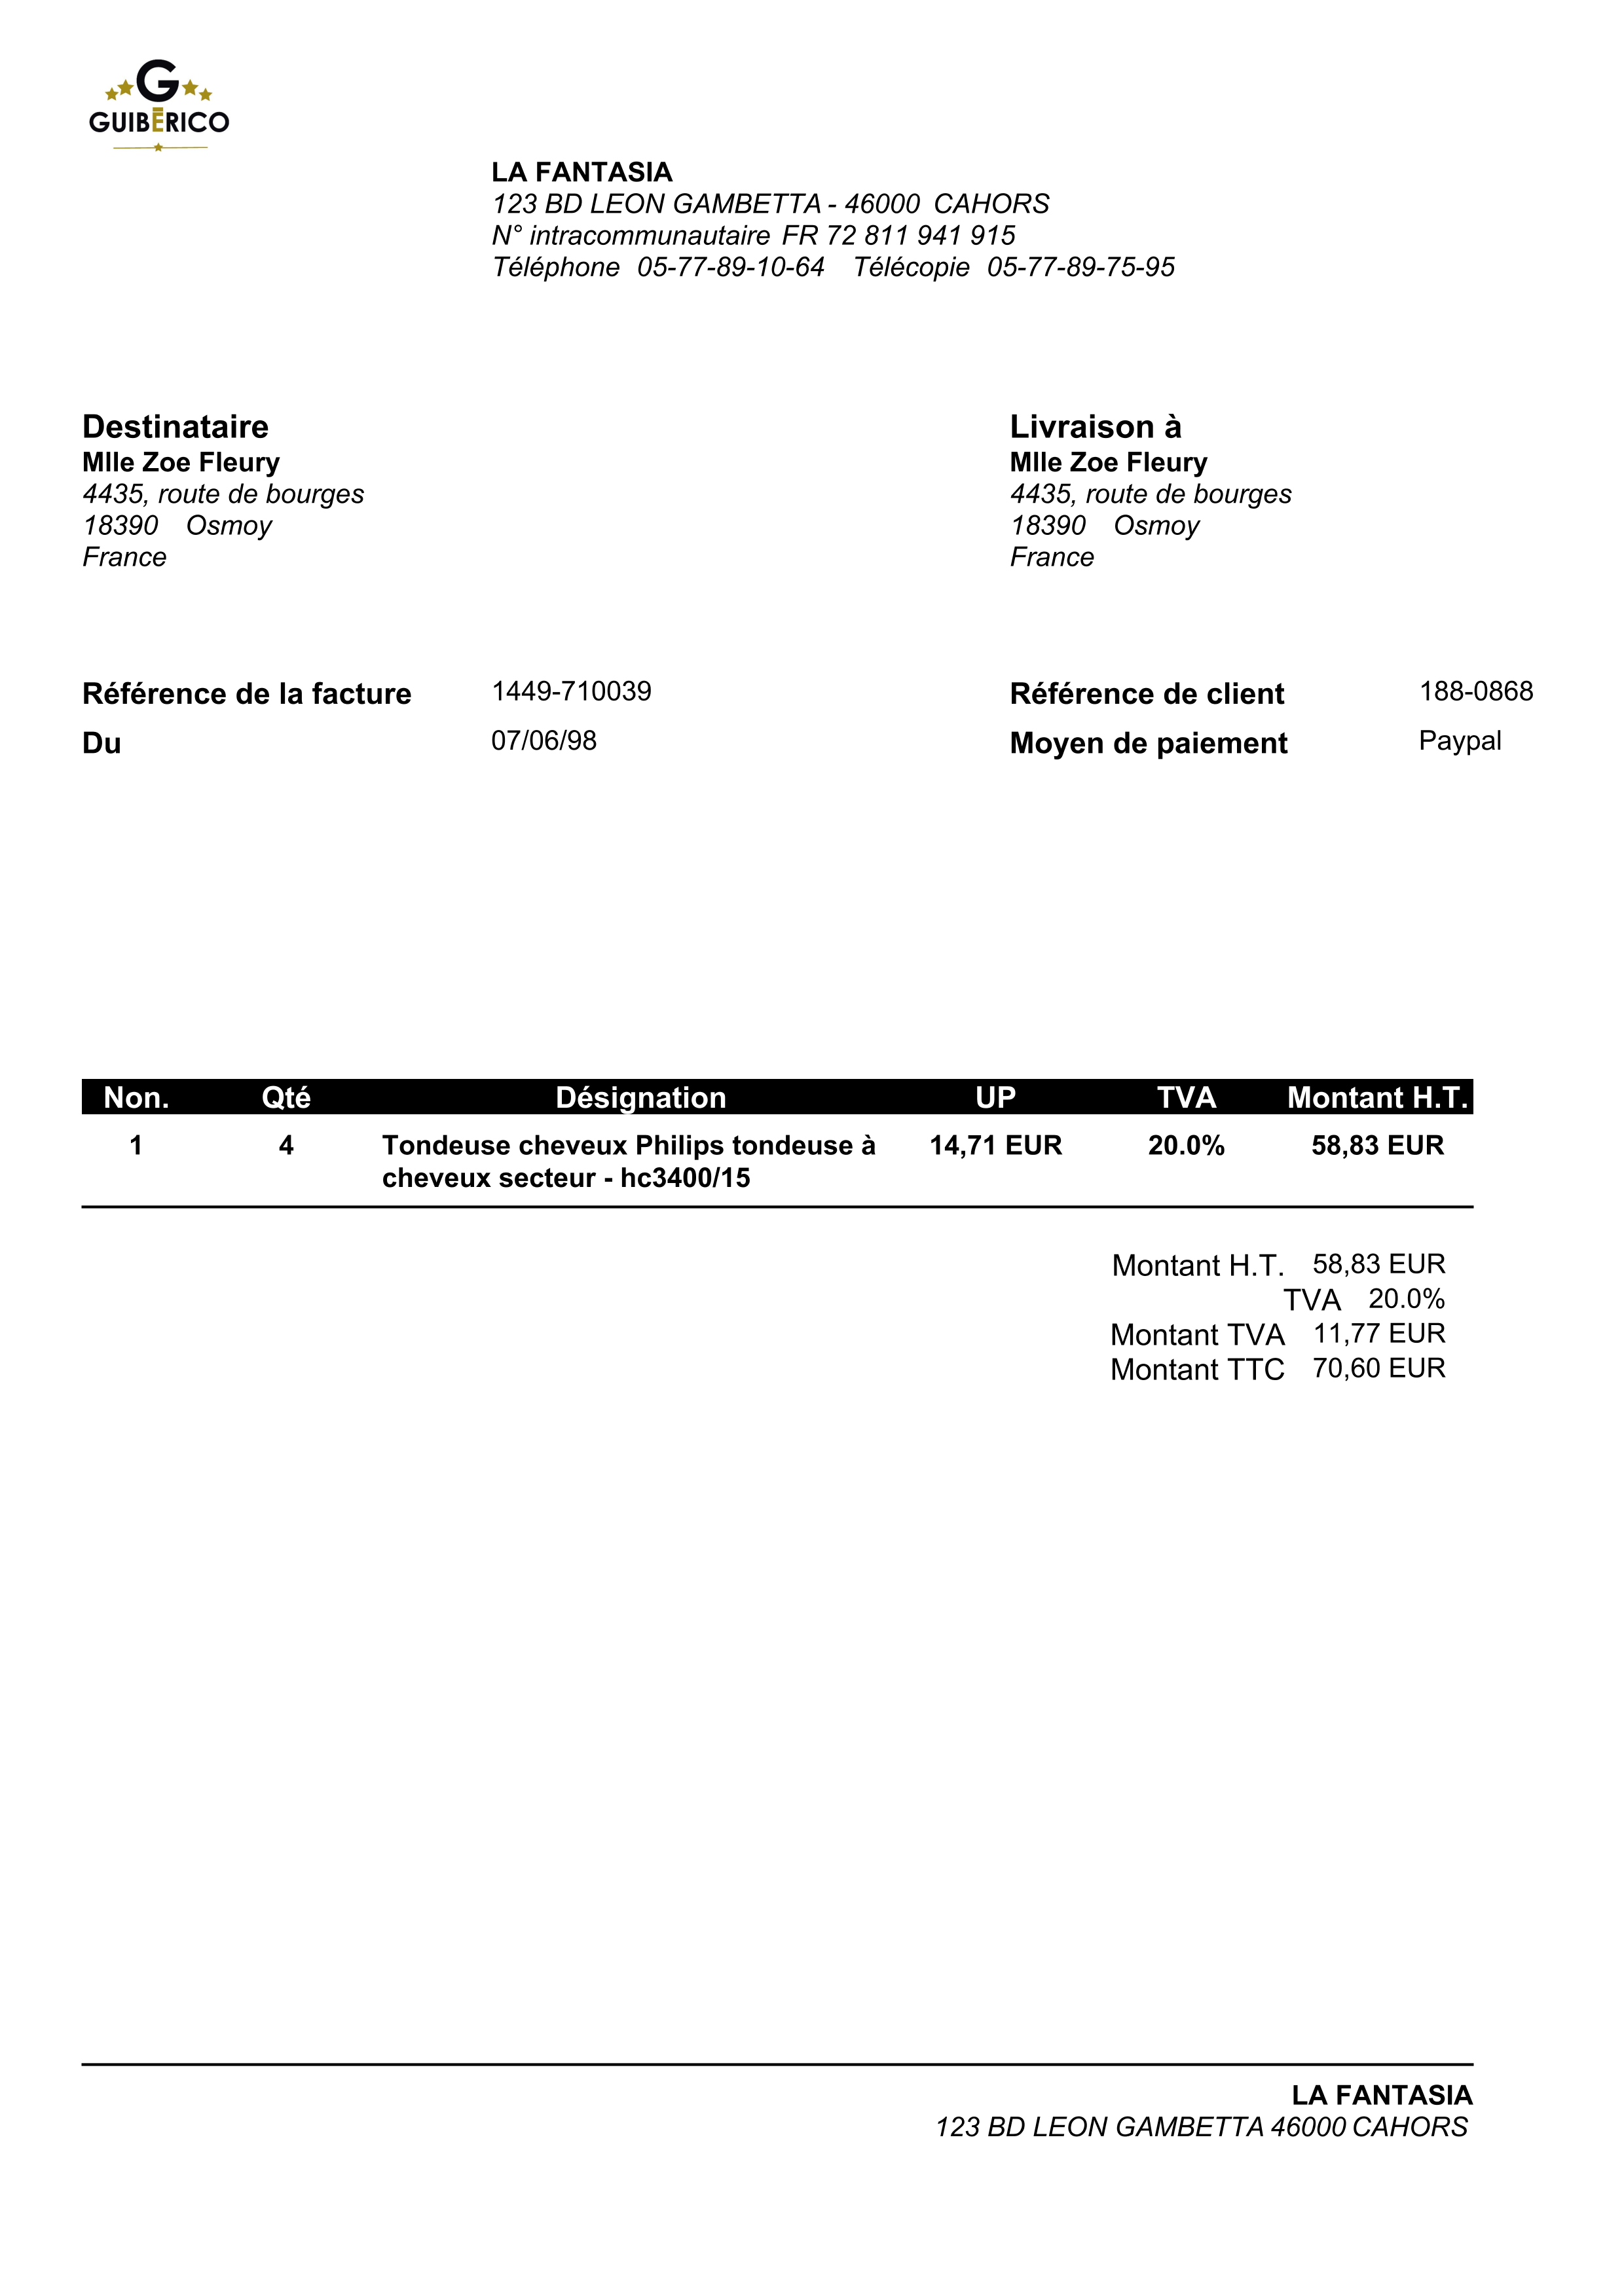 G
GUIBERICO
LA FANTASIA
123 BD LEON GAMBETTA - 46000 CAHORS
N° intracommunautaire FR 72 811 941 915
Téléphone 05-77-89-10-64 Télécopie 05-77-89-75-95
Destinataire
Mlle Zoe Fleury
4435, route de bourges
18390 Osmoy
France
Livraison à
Mlle Zoe Fleury
4435, route de bourges
18390 Osmoy
France
Référence de la facture 1449-710039
Du 07/06/98
Référence de client 188-0868
Moyen de paiement Paypal
Non. Qté Désignation UP TVA Montant H.T.
1 4 Tondeuse cheveux Philips tondeuse à 14,71 EUR 20.0% 58,83 EUR
cheveux secteur - hc3400/15
Montant H.T. 58,83 EUR
TVA 20.0%
Montant TVA 11,77 EUR
Montant TTC 70,60 EUR
LA FANTASIA
123 BD LEON GAMBETTA 46000 CAHORS